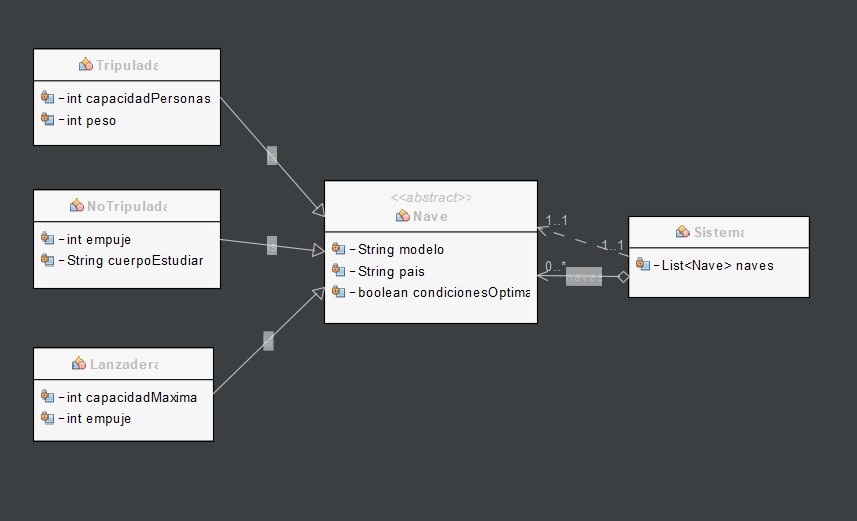 Tripulada
-int capacidadPersonas
-int peso
NoTripulada
-int empuje
-String cuerpoEstudiar
Lanzadera
-int capacidadMaxima
-int empuje
<<abstract>>
Nave
-String modelo
-String pais
-boolean condicionesOptima
1..1
1..1
0..*
naves
Sistema
-List<Nave> naves